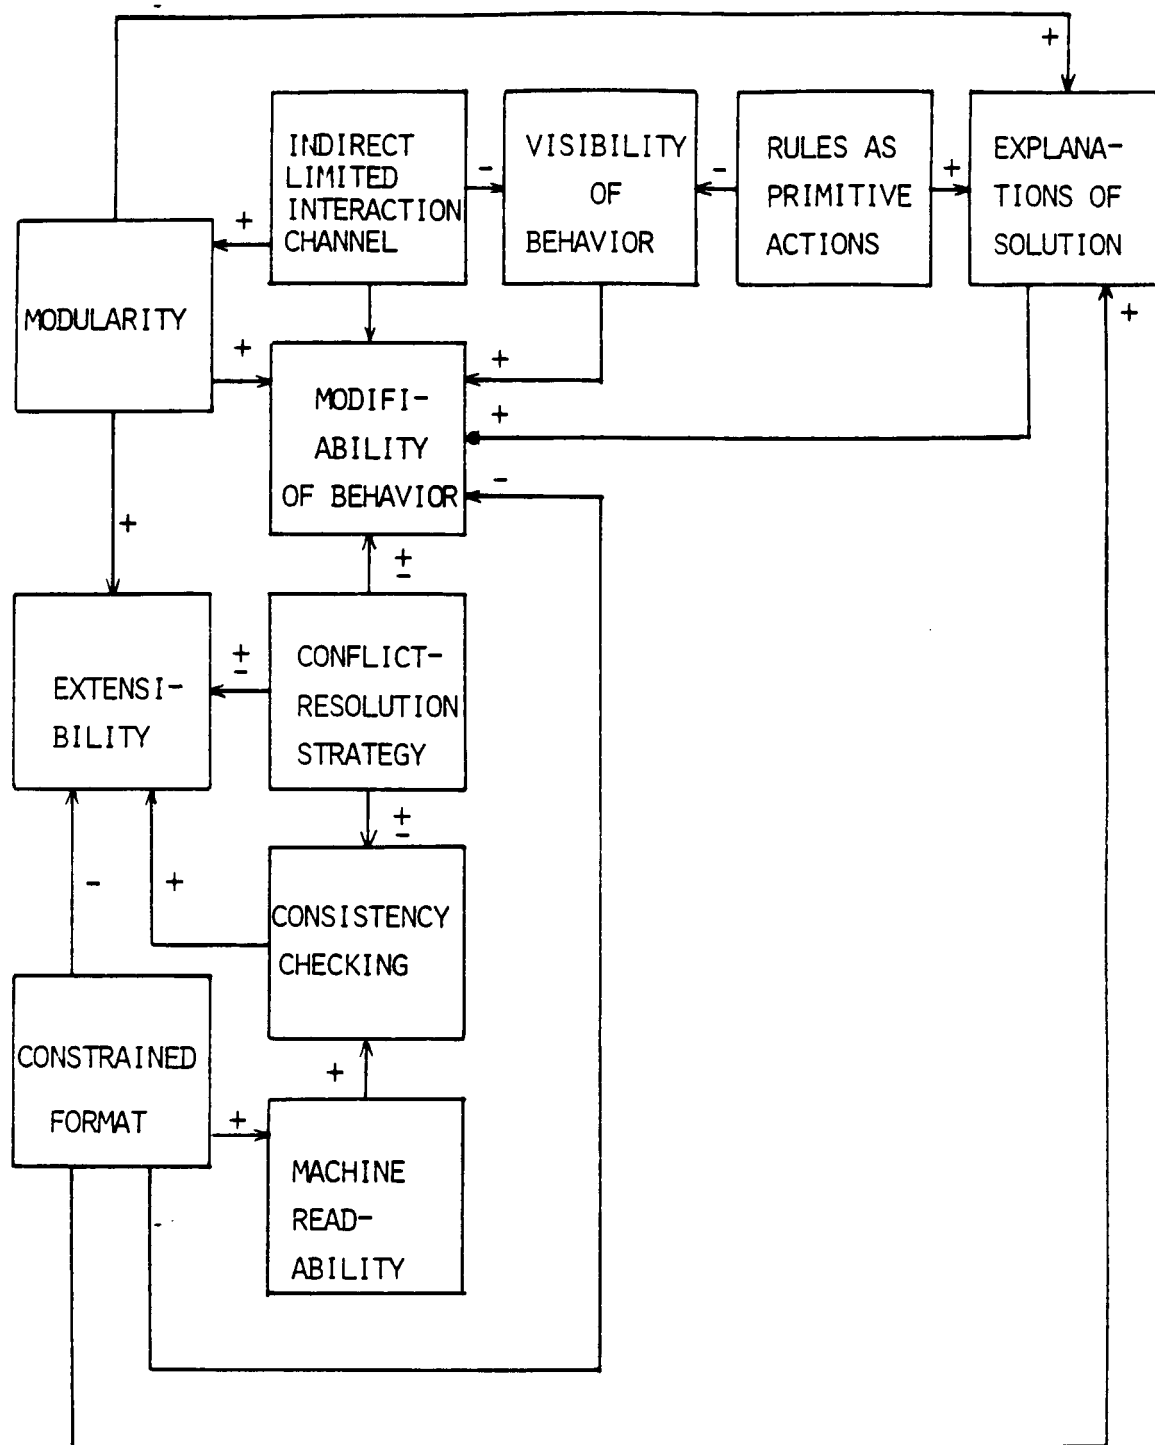 +
INDIRECT
LIMITED
INTERACTION
CHANNEL
-
VISIBILITY
OF
BEHAVIOR
-
RULES AS
PRIMITIVE
ACTIONS
+
EXPLANA-
TIONS OF
SOLUTION
+
MODULARITY
+
+
+
MODIFI-
ABILITY
OF BEHAVIOR
+
+
-
+
±
EXTENSI-
BILITY
±
CONFLICT-
RESOLUTION
STRATEGY
±
-
+
CONSISTENCY
CHECKING
CONSTRAINED
FORMAT
+
+
MACHINE
READ-
ABILITY